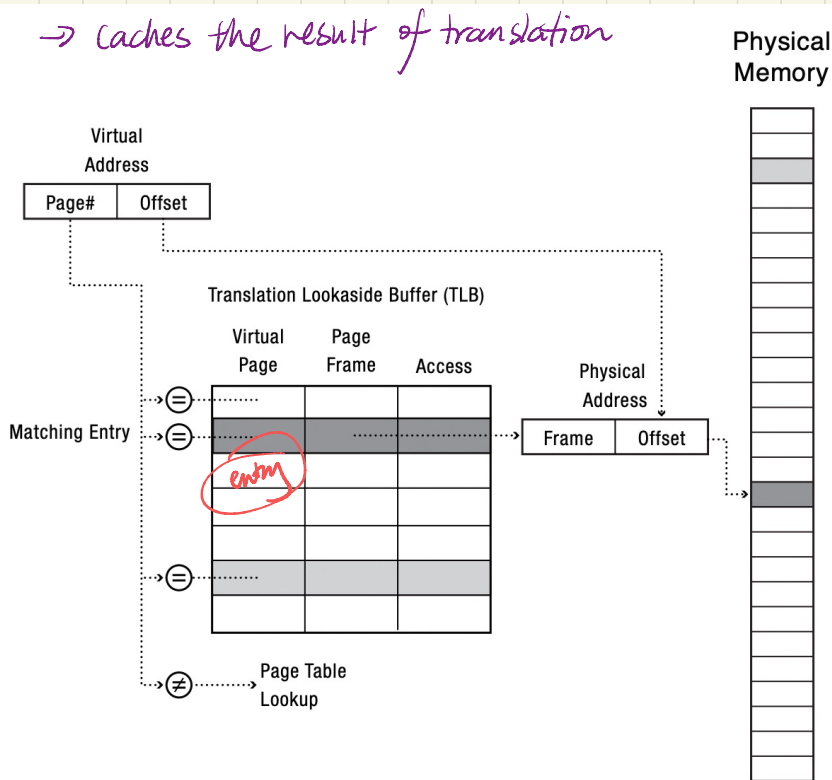 → caches the result of translation
Physical
Memory
Virtual
Address
Page#
Offset
Translation Lookaside Buffer (TLB)
Virtual
Page
Page
Frame
Access
Physical
Address
Matching Entry
=
=
Frame
Offset
entry
=
≠
Page Table
Lookup